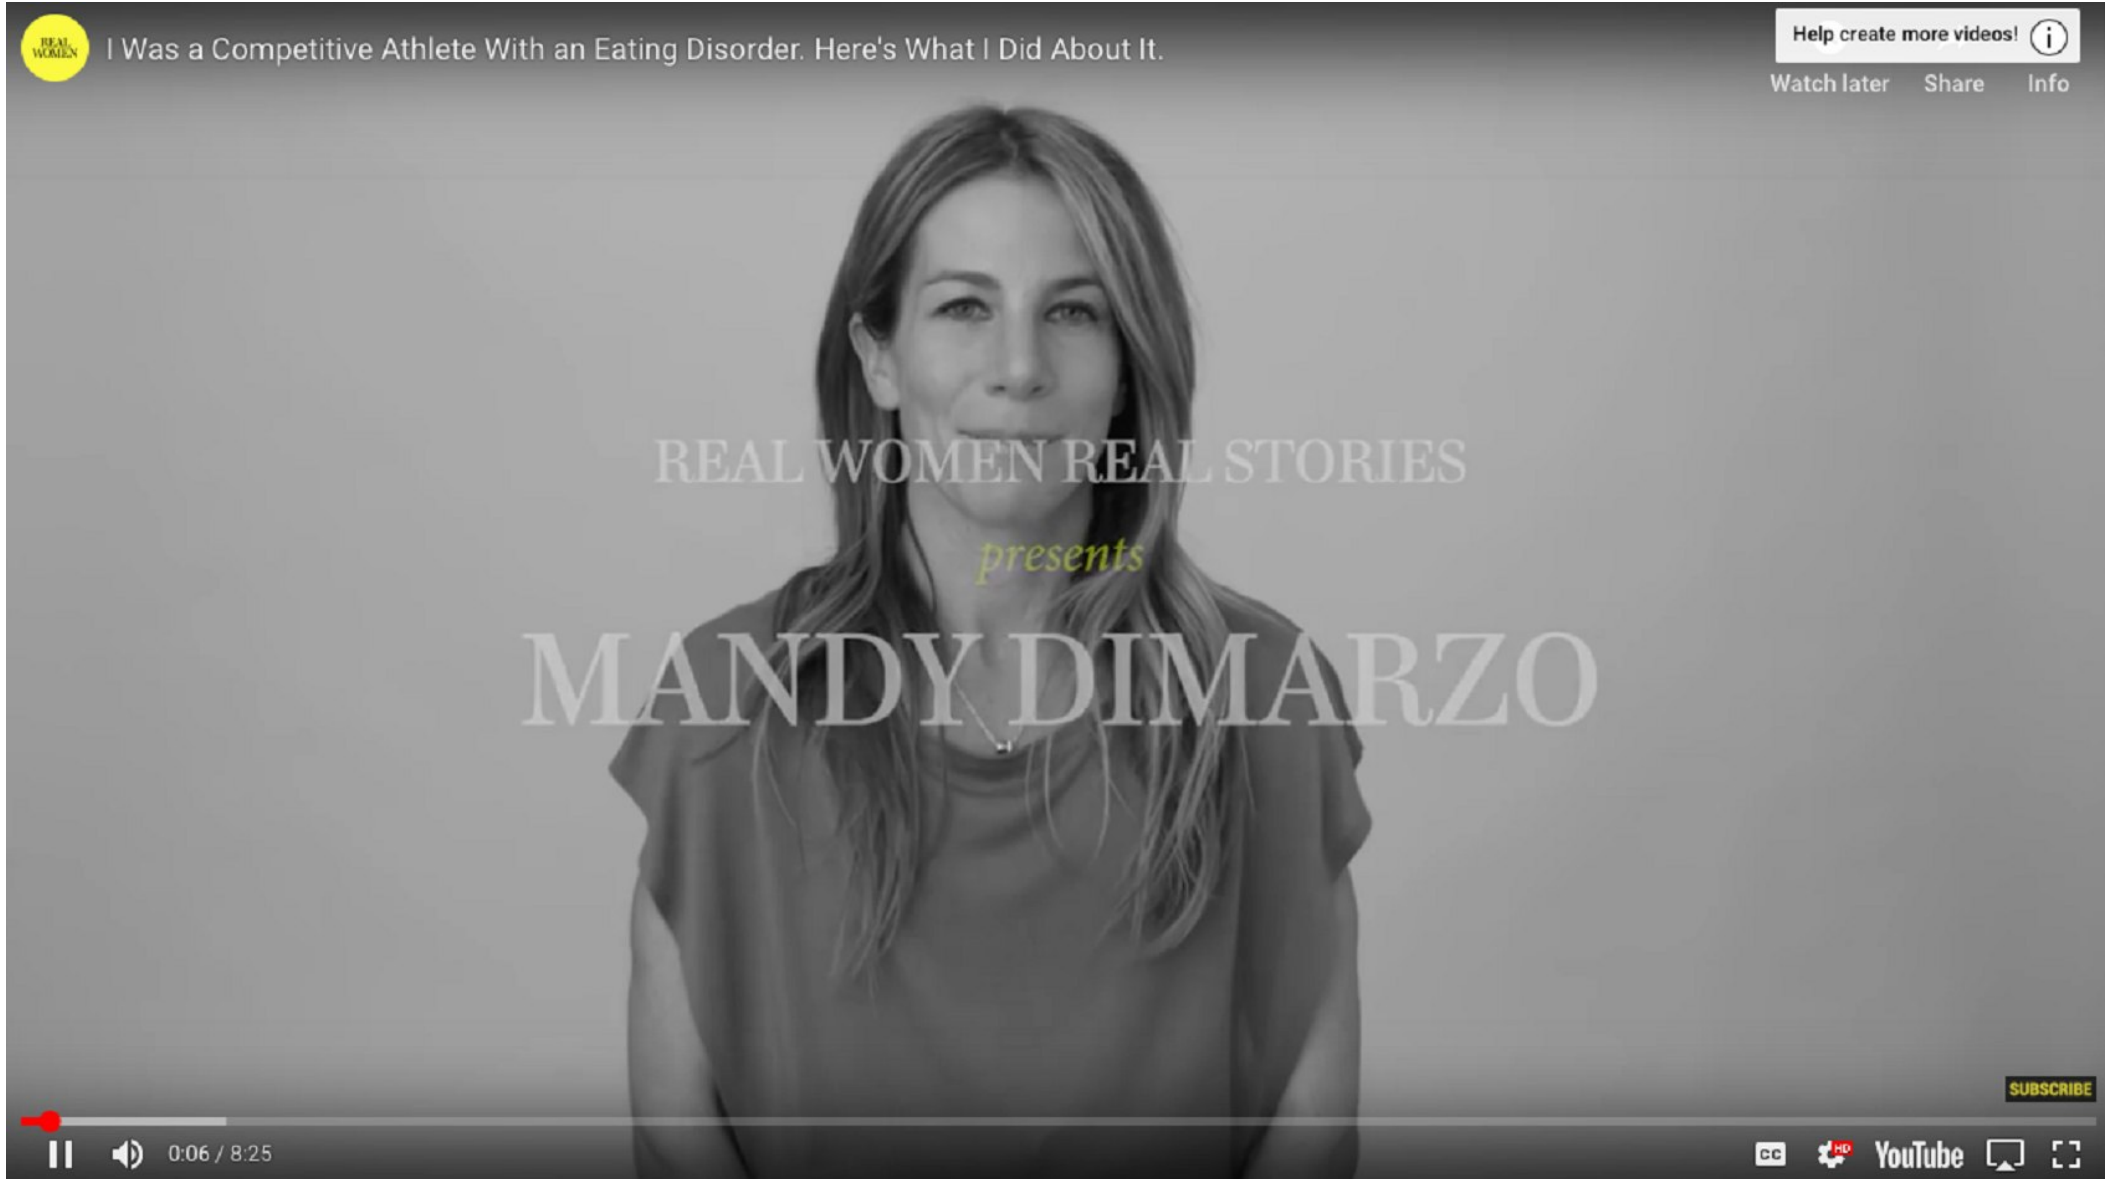 REAL
WOMEN
I Was a Competitive Athlete With an Eating Disorder. Here's What I Did About It.
Help create more videos! i
Watch later Share Info
REAL WOMEN REAL STORIES
presents
MANDY DIMARZO
SUBSCRIBE
0:06 / 8:25
CC HD YouTube